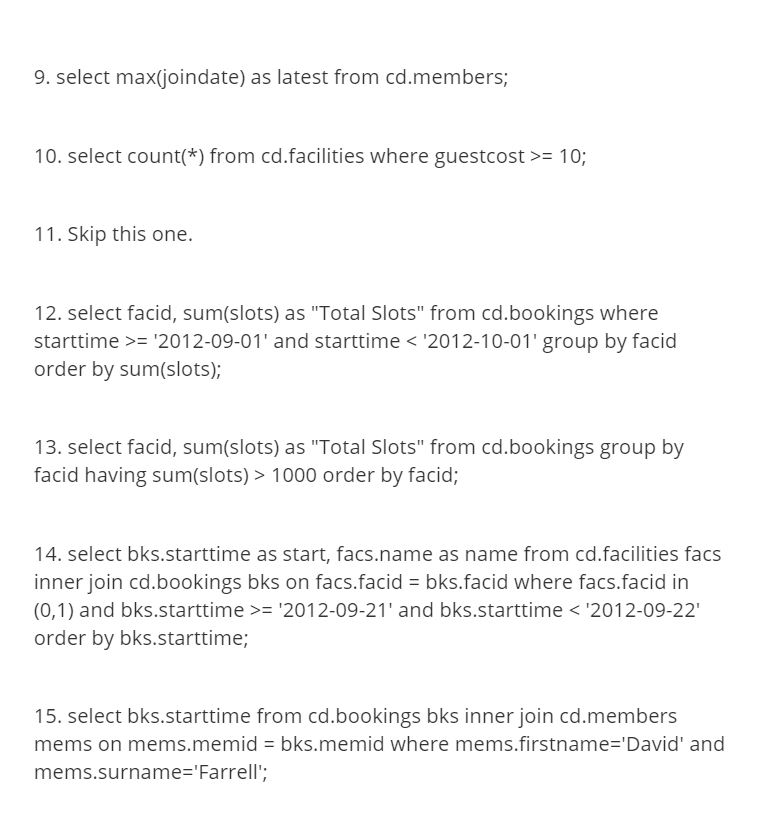 9. select max(joindate) as latest from cd.members;
10. select count(*) from cd.facilities where guestcost >= 10;
11. Skip this one.
12. select facid, sum(slots) as "Total Slots" from cd.bookings where
starttime >= '2012-09-01' and starttime < '2012-10-01' group by facid
order by sum(slots);
13. select facid, sum(slots) as "Total Slots" from cd.bookings group by
facid having sum(slots) > 1000 order by facid;
14. select bks.starttime as start, facs.name as name from cd.facilities facs
inner join cd.bookings bks on facs.facid = bks.facid where facs.facid in
(0,1) and bks.starttime >= '2012-09-21' and bks.starttime < '2012-09-22'
order by bks.starttime;
15. select bks.starttime from cd.bookings bks inner join cd.members
mems on mems.memid = bks.memid where mems.firstname='David' and
mems.surname='Farrell';